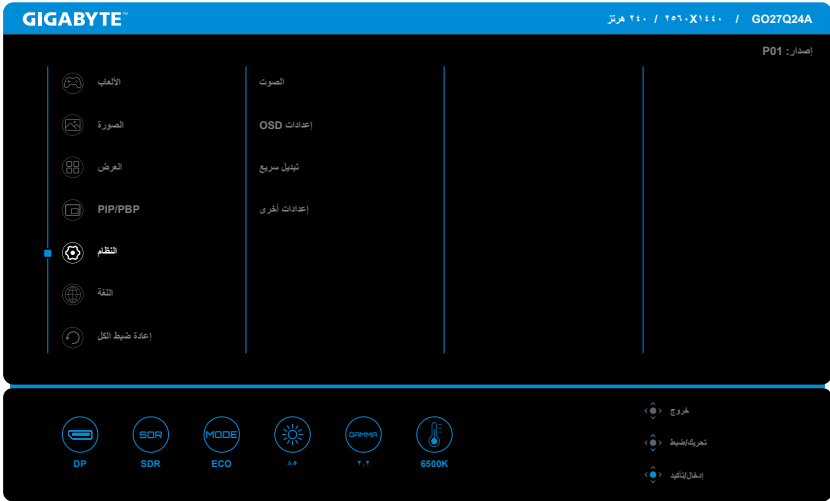 GIGABYTE™
GO27Q24A / ٢٥٦٠X١٤٤٠ / ٢٤٠ هرتز
إصدار: P01
الألعاب
الصورة
العرض
PIP/PBP
النظام
اللغة
إعادة ضبط الكل
الصوت
إعدادات OSD
تبديل سريع
إعدادات أخرى
SDR
MODE
GAMMA
DP
SDR
ECO
٨٥
٢,٢
6500K
خروج
تحريك/ضبط
إدخال/تأكيد